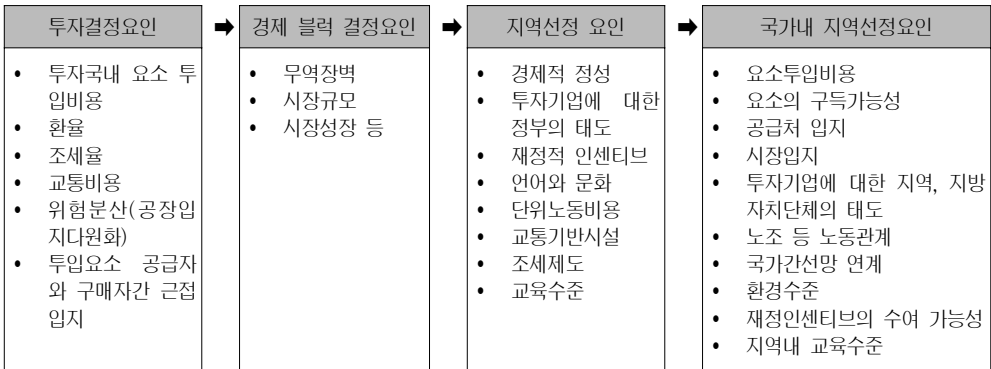 투자결정요인
• 투자국내 요소 투
입비용
• 환율
• 조세율
• 교통비용
• 위험분산(공장입
지다원화)
• 투입요소 공급자
와 구매자간 근접
입지
➡
경제 블럭 결정요인
• 무역장벽
• 시장규모
• 시장성장 등
➡
지역선정 요인
• 경제적 정성
• 투자기업에 대한
정부의 태도
• 재정적 인센티브
• 언어와 문화
• 단위노동비용
• 교통기반시설
• 조세제도
• 교육수준
➡
국가내 지역선정요인
• 요소투입비용
• 요소의 구득가능성
• 공급처 입지
• 시장입지
• 투자기업에 대한 지역, 지방
자치단체의 태도
• 노조 등 노동관계
• 국가간선망 연계
• 환경수준
• 재정인센티브의 수여 가능성
• 지역내 교육수준